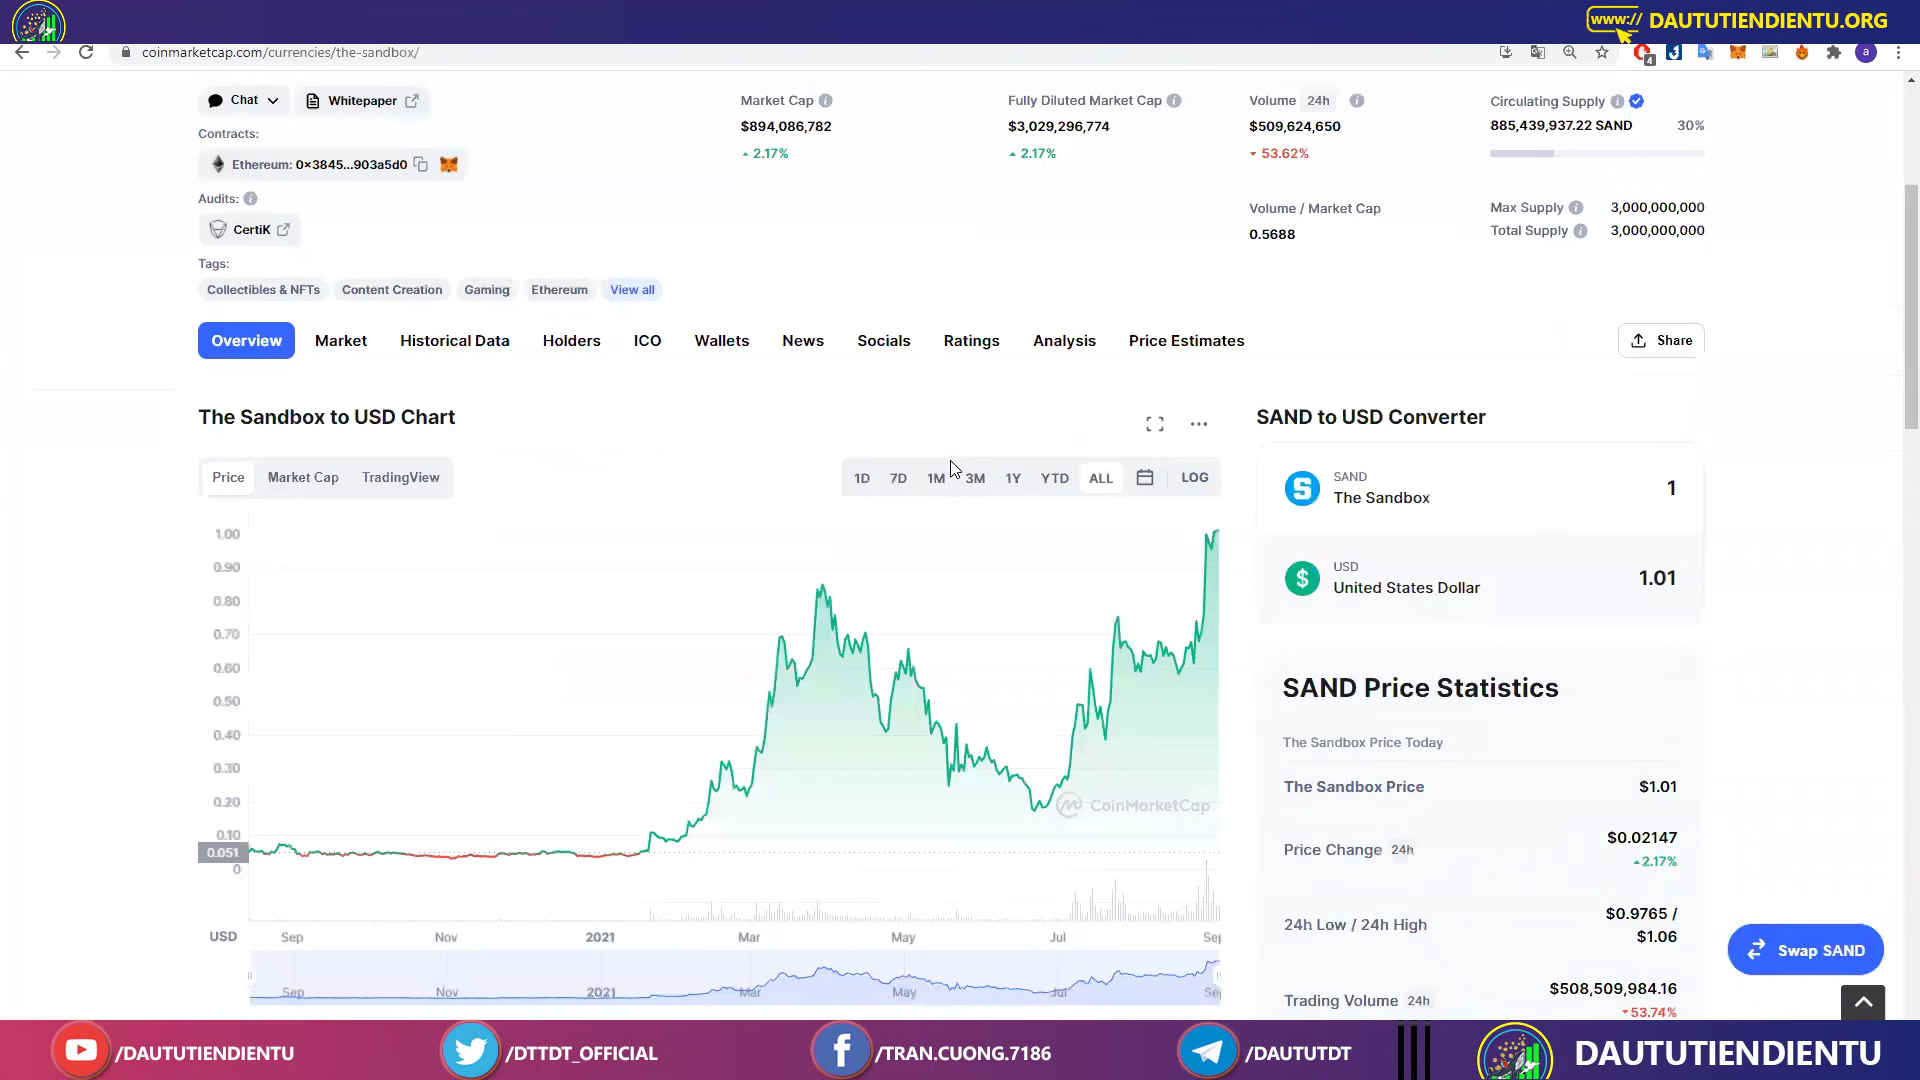 www:// DAUTUTIENDIENTU.ORG
coinmarketcap.com/currencies/the-sandbox/
4
a
Chat
Whitepaper
Contracts:
Ethereum: 0×3845...903a5d0
Audits:
CertiK
Tags:
Collectibles & NFTs
Content Creation
Gaming
Ethereum
View all
Market Cap
$894,086,782
2.17%
Fully Diluted Market Cap
$3,029,296,774
2.17%
Volume 24h
$509,624,650
53.62%
Volume / Market Cap
0.5688
Circulating Supply
885,439,937.22 SAND 30%
Max Supply 3,000,000,000
Total Supply 3,000,000,000
Overview
Market
Historical Data
Holders
ICO
Wallets
News
Socials
Ratings
Analysis
Price Estimates
Share
The Sandbox to USD Chart
Price
Market Cap
TradingView
1D
7D
1M
3M
1Y
YTD
ALL
LOG
1.00
0.90
0.80
0.70
0.60
0.50
0.40
0.30
0.20
0.10
0.051
0
CoinMarketCap
USD
Sep
Nov
2021
Mar
May
Jul
Sep
Sep
Nov
2021
Mar
May
Jul
Sep
SAND to USD Converter
SAND
The Sandbox
1
USD
United States Dollar
1.01
SAND Price Statistics
The Sandbox Price Today
The Sandbox Price $1.01
Price Change 24h
$0.02147
2.17%
24h Low / 24h High
$0.9765 /
$1.06
Trading Volume 24h
$508,509,984.16
53.74%
Swap SAND
/DAUTUTIENDIENTU
/DTTDT_OFFICIAL
/TRAN.CUONG.7186
/DAUTUTDT
DAUTUTIENDIENTU